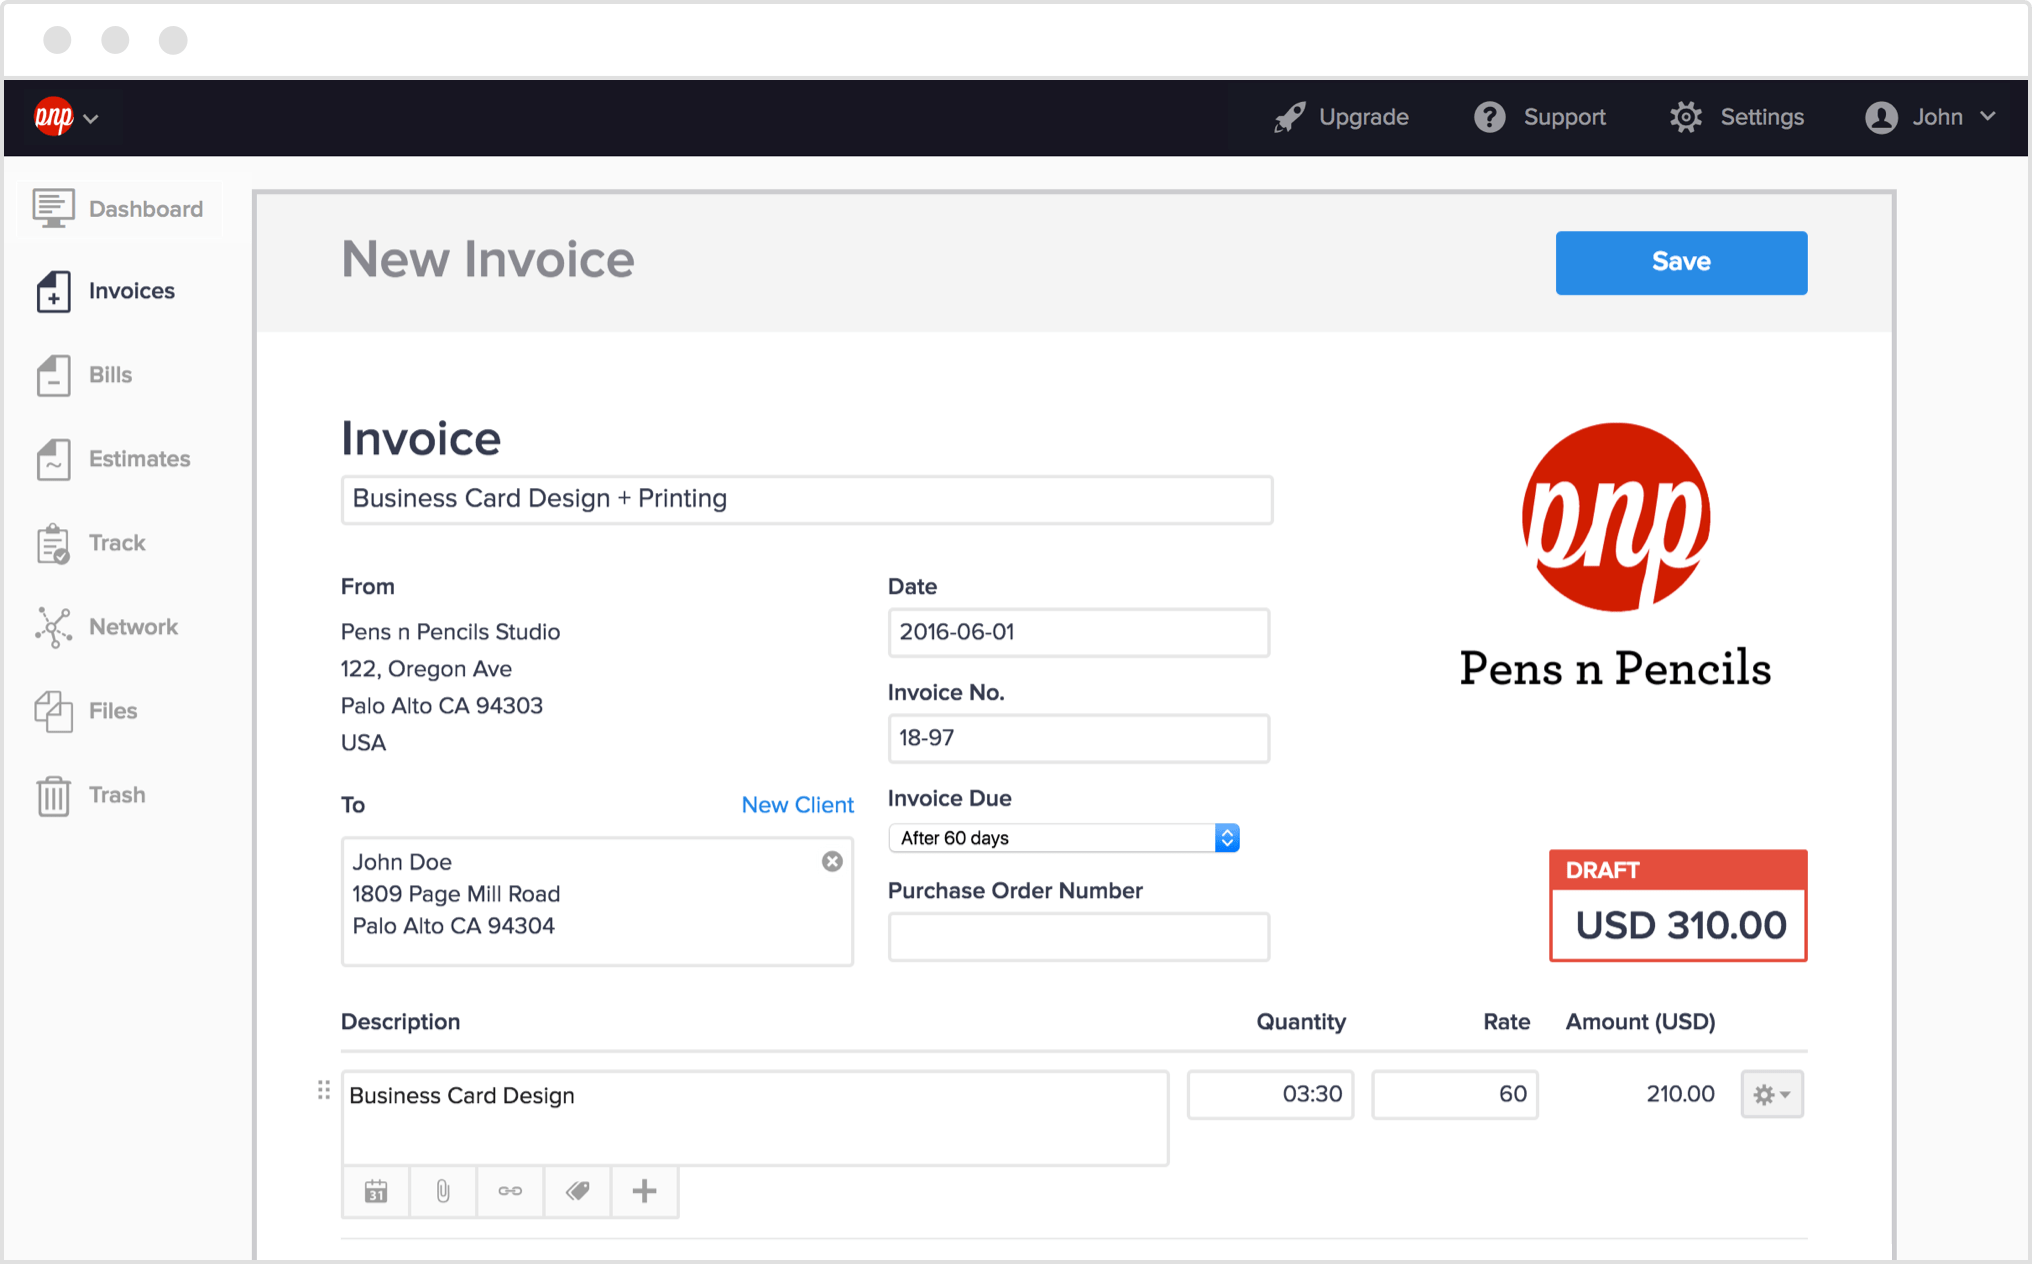 pnp
Upgrade
Support
Settings
John
Dashboard
Invoices
Bills
Estimates
Track
Network
Files
Trash
New Invoice
Save
Invoice
Business Card Design + Printing
From
Pens n Pencils Studio
122, Oregon Ave
Palo Alto CA 94303
USA
To
New Client
John Doe
1809 Page Mill Road
Palo Alto CA 94304
Date
2016-06-01
Invoice No.
18-97
Invoice Due
After 60 days
Purchase Order Number
pnp
Pens n Pencils
DRAFT
USD 310.00
Description Quantity Rate Amount (USD)
Business Card Design 03:30 60 210.00
31